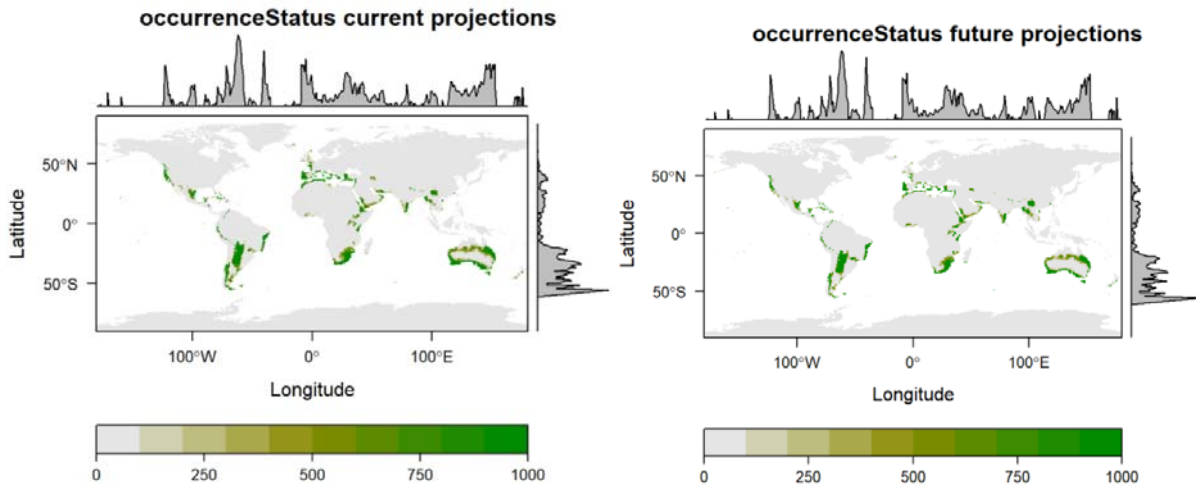 occurrenceStatus current projections
50°N
0°
50°S
Latitude
100°W 0° 100°E
Longitude
0 250 500 750 1000
occurrenceStatus future projections
50°N
0°
50°S
Latitude
100°W 0° 100°E
Longitude
0 250 500 750 1000